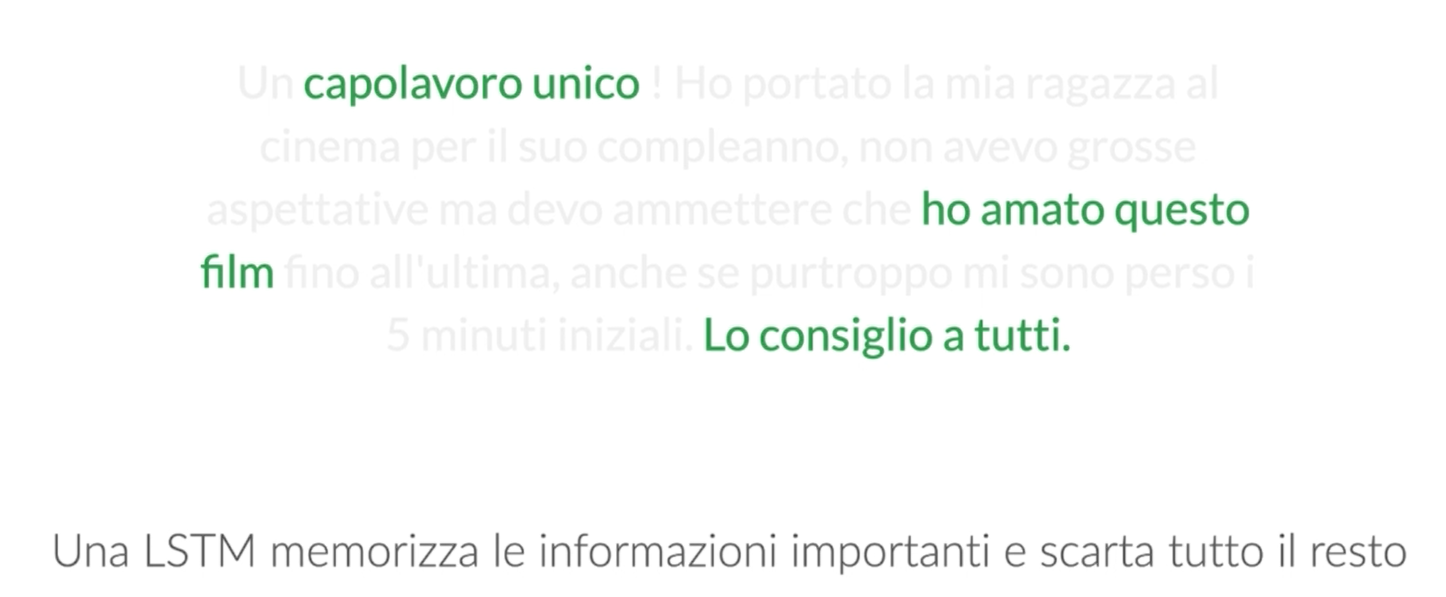 Un capolavoro unico ! Ho portato la mia ragazza al
cinema per il suo compleanno, non avevo grosse
aspettative ma devo ammettere che ho amato questo
film fino all'ultima, anche se purtroppo mi sono perso i
5 minuti iniziali. Lo consiglio a tutti.
Una LSTM memorizza le informazioni importanti e scarta tutto il resto